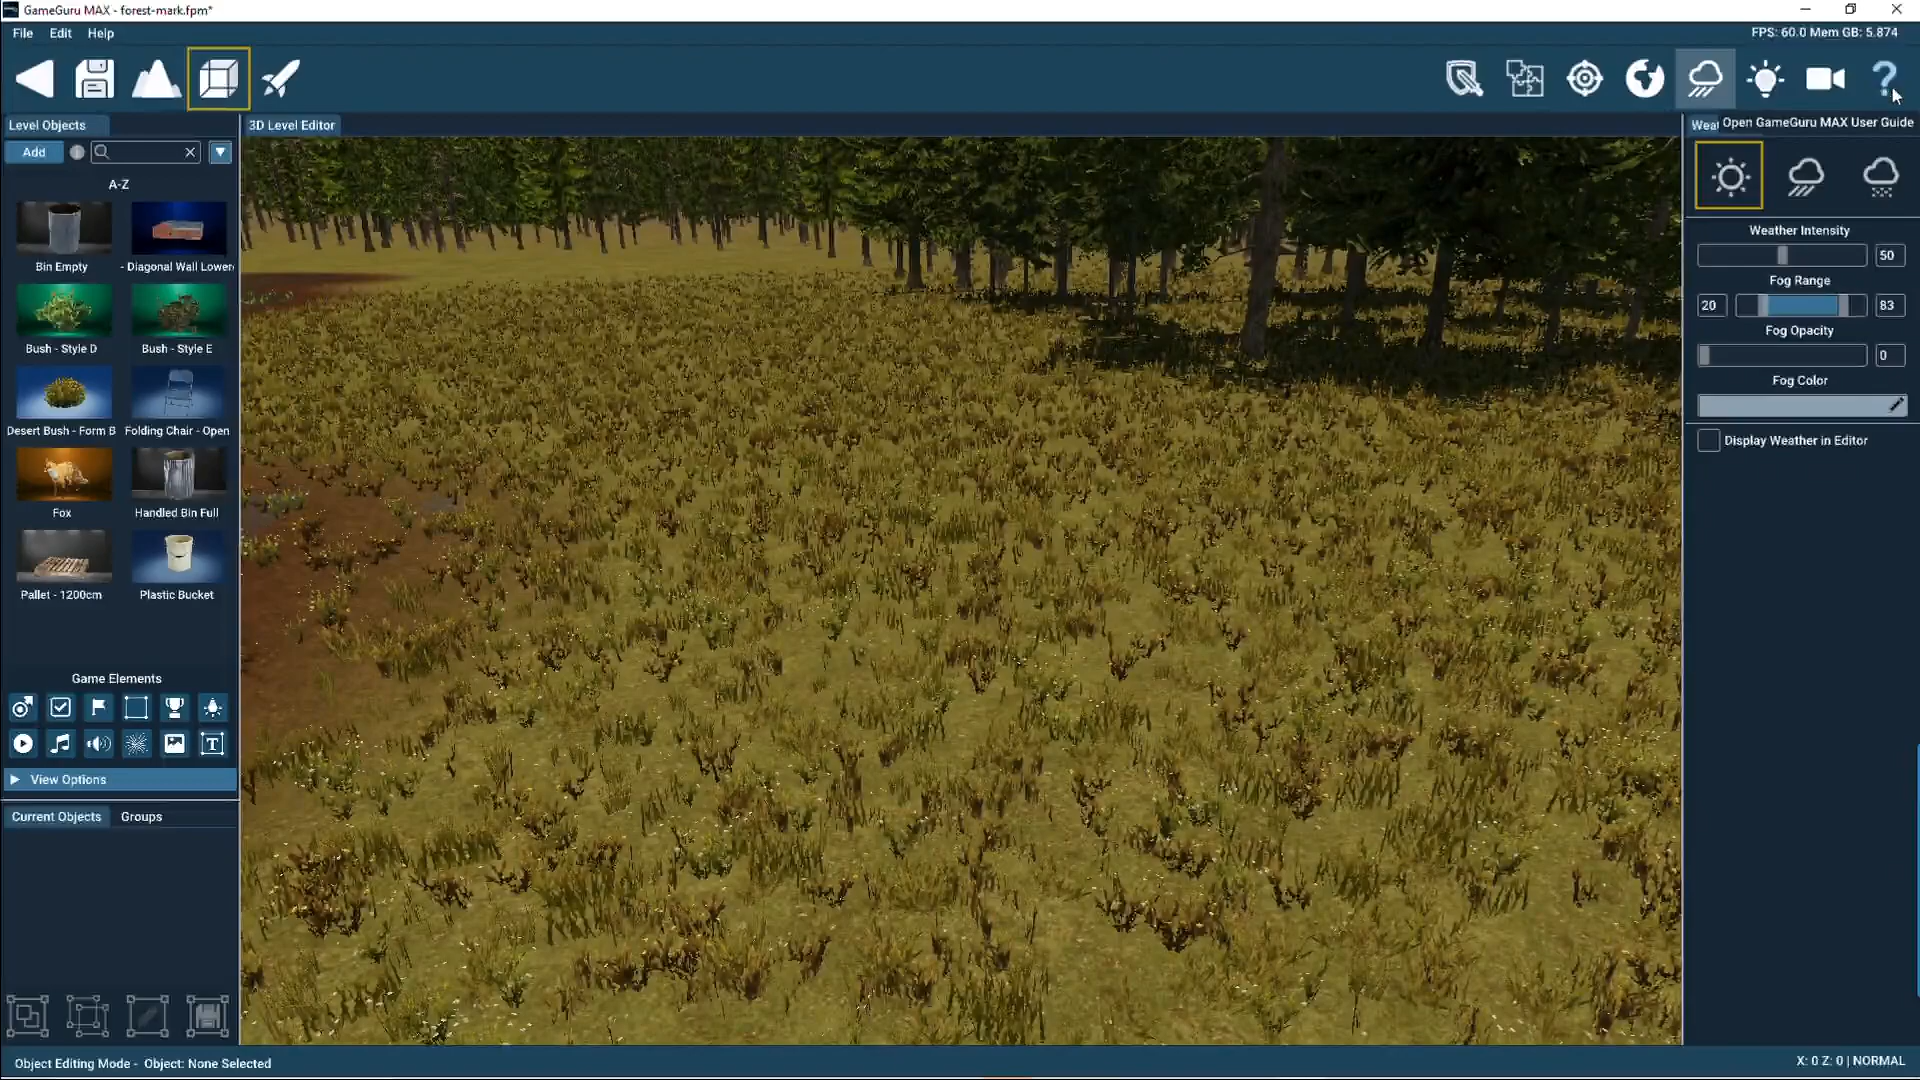 GameGuru MAX - forest-mark.fpm*
File Edit Help
FPS: 60.0 Mem GB: 5.874
Level Objects
3D Level Editor
Wea
Open GameGuru MAX User Guide
Add
A-Z
Bin Empty
- Diagonal Wall Lower
Bush - Style D
Bush - Style E
Desert Bush - Form B
Folding Chair - Open
Fox
Handled Bin Full
Pallet - 1200cm
Plastic Bucket
Game Elements
View Options
Current Objects
Groups
Weather Intensity
50
Fog Range
20
83
Fog Opacity
0
Fog Color
Display Weather in Editor
Object Editing Mode - Object: None Selected
X: 0 Z: 0 | NORMAL